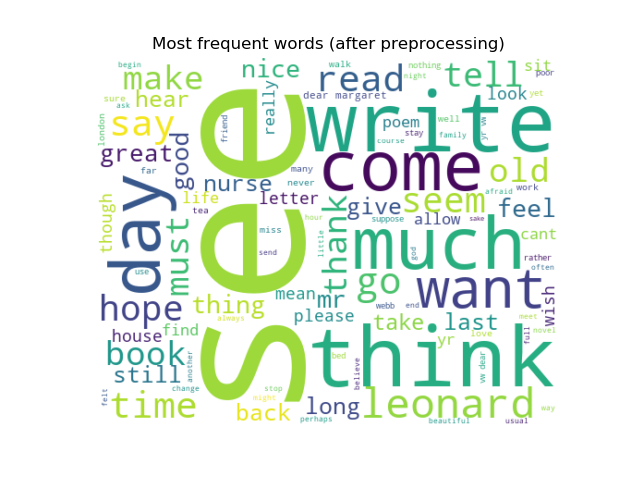 Most frequent words (after preprocessing)
begin
walk
nothing
night
sit
poor
make
nice
read
tell
sure
hear
ask
really
dear margaret
look
yet
say
friend
write
poem
well
yr vw
london
great
good
stay
family
course
far
nurse
many
never
come
old
afraid
work
day
life
tea
letter
give
seem
feel
see
hour
suppose
allow
sake
though
must
miss
thank
much
cant
use
send
little
god
rather
often
go
want
wish
hope
thing
mean
mr
webb
end
always
please
take
last
meet
novel
house
find
think
yr
love
full
book
another
bed
believe
vw dear
still
change
stop
felt
time
might
back
long
leonard
way
perhaps
beautiful
usual